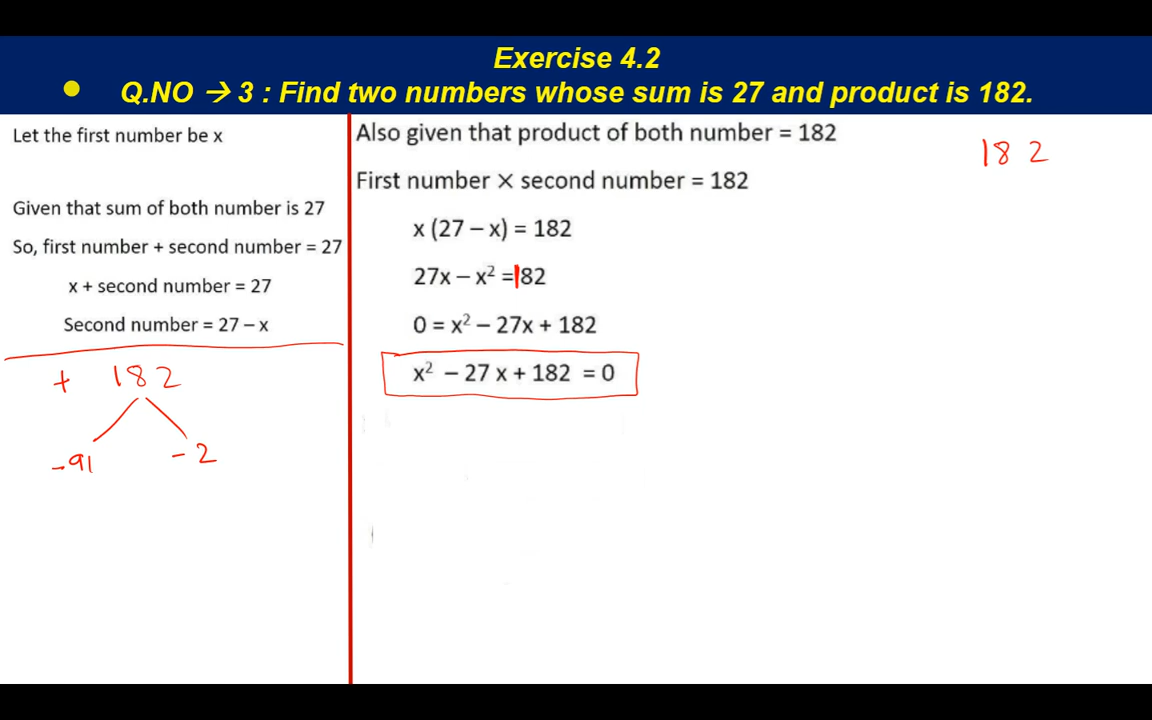 Exercise 4.2
Q.NO → 3 : Find two numbers whose sum is 27 and product is 182.
Let the first number be x
Given that sum of both number is 27
So, first number + second number = 27
x + second number = 27
Second number = 27 – x
+ 182
-91 -2
Also given that product of both number = 182
First number × second number = 182
x (27 – x) = 182
27x – x² =182
0 = x² – 27x + 182
x² – 27 x + 182 = 0
182